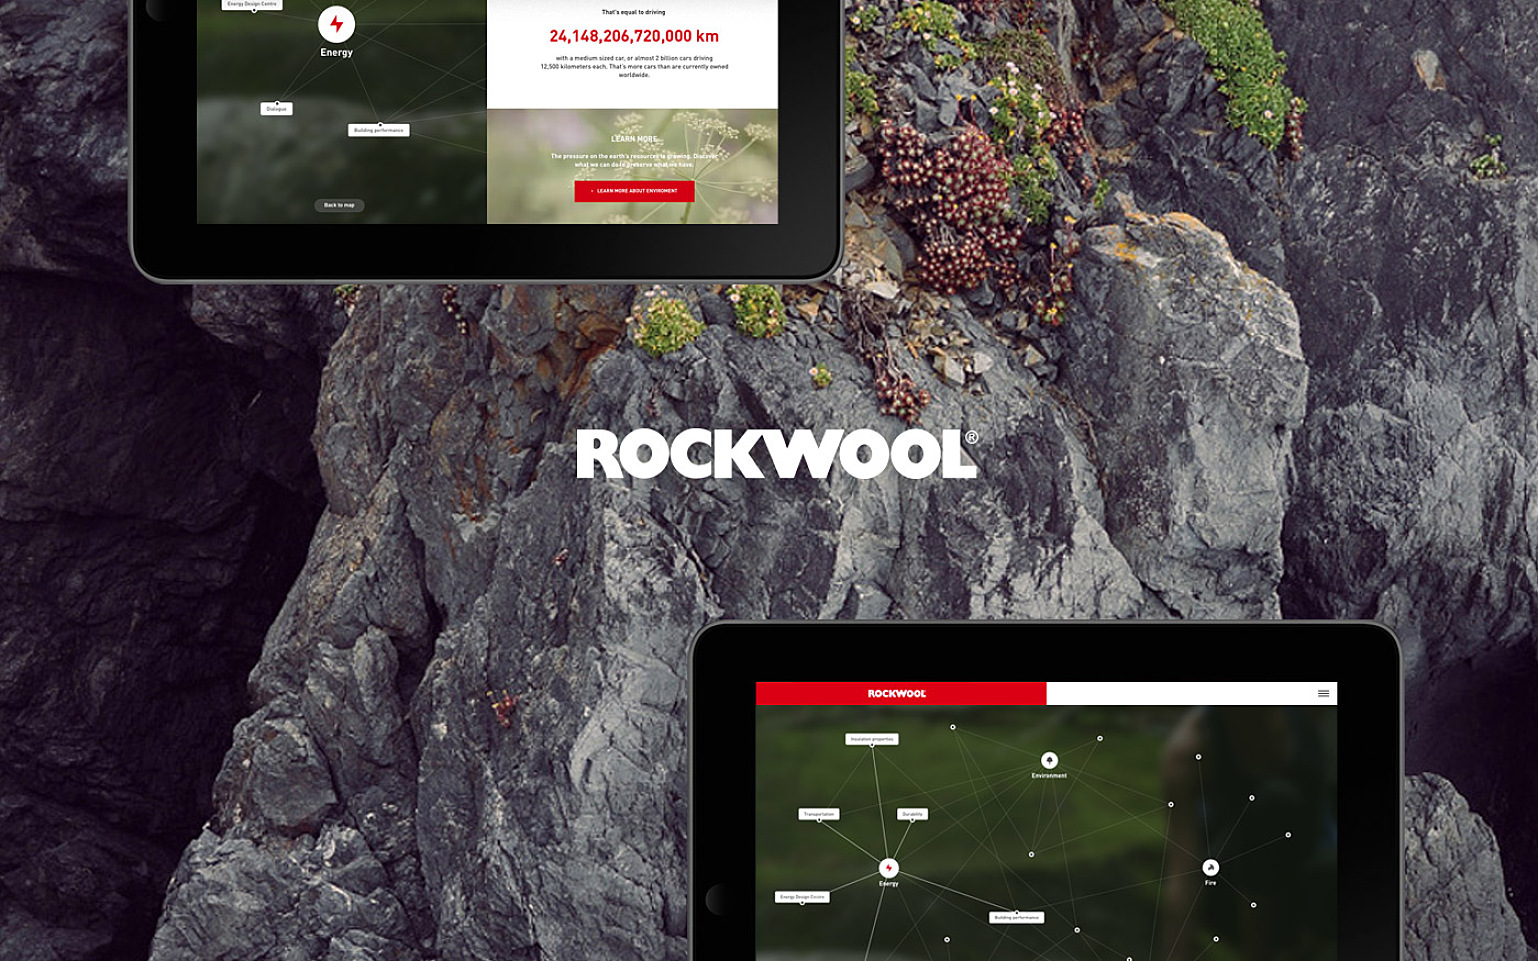 Energy Design Centre
Energy
Dialogue
Building performance
Back to map
That's equal to driving
24,148,206,720,000 km
with a medium sized car, or almost 2 billion cars driving
12,500 kilometers each. That's more cars than are currently owned
worldwide.
LEARN MORE
The pressure on the earth's resources is growing. Discover
what we can do to preserve what we have.
LEARN MORE ABOUT ENVIROMENT
ROCKWOOL®
ROCKWOOL
Insulation properties
Environment
Transportation
Durability
Energy
Fire
Energy Design Centre
Building performance